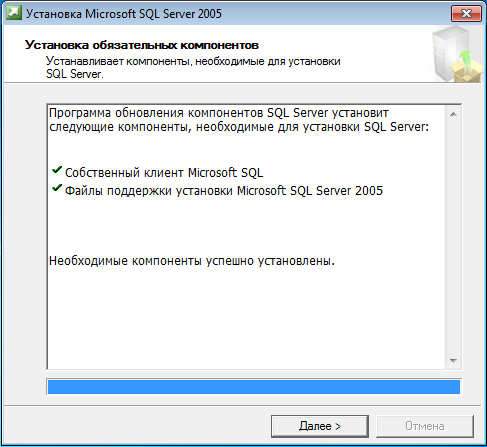 Установка Microsoft SQL Server 2005
Установка обязательных компонентов
Устанавливает компоненты, необходимые для установки
SQL Server.
Программа обновления компонентов SQL Server установит
следующие компоненты, необходимые для установки SQL Server:
Собственный клиент Microsoft SQL
Файлы поддержки установки Microsoft SQL Server 2005
Необходимые компоненты успешно установлены.
Далее >
Отмена